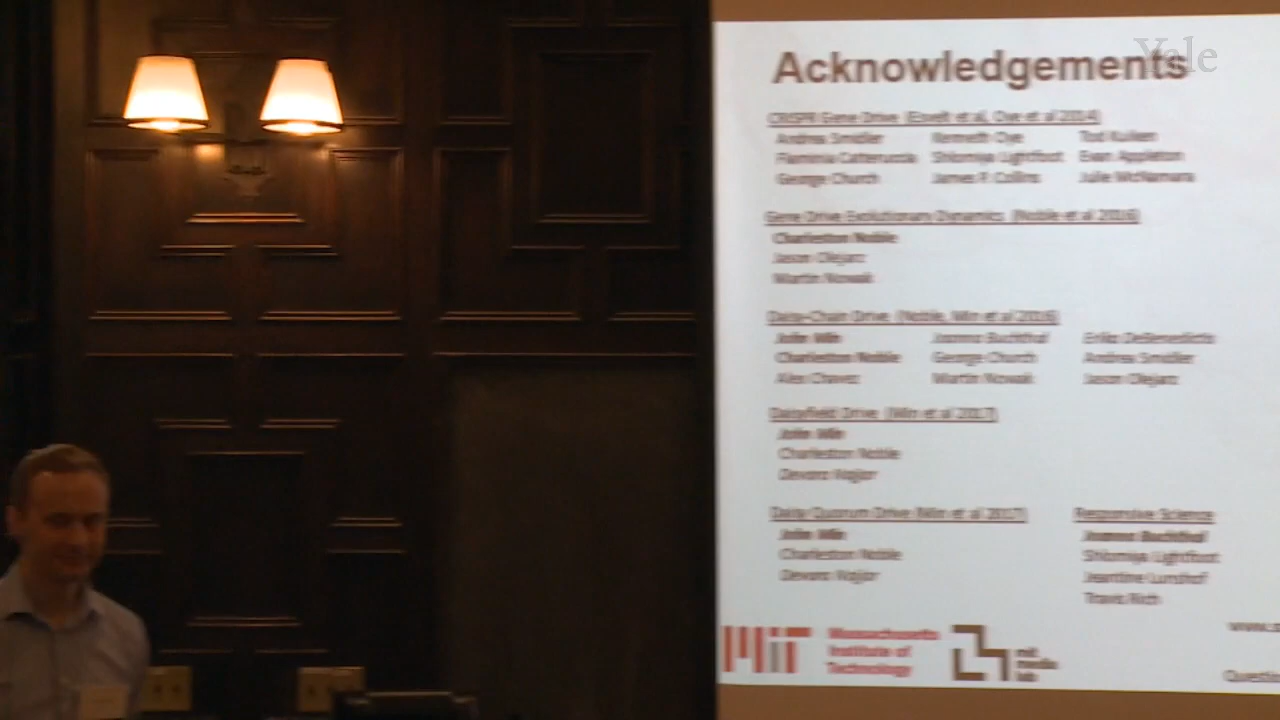 Yale
Acknowledgements
CRISPR Gene Drive (Esvelt et al, Oye et al 2014)
Andrea Smidler Kenneth Oye Tod Kuiken
Flaminia Catteruccia Shlomiya Lightfoot Evan Appleton
George Church James P. Collins Julie McNamara
Gene Drive Evolutionary Dynamics (Noble et al 2016)
Charleston Noble
Jason Olejarz
Martin Nowak
Daisy-Chain Drive (Noble, Min et al 2016)
John Min Joanna Buchthal Erika DeBenedictis
Charleston Noble George Church Andrea Smidler
Alex Chavez Martin Nowak Jason Olejarz
Daisyfield Drive (Min et al 2017)
John Min
Charleston Noble
Devora Najjar
Daisy Quorum Drive (Min et al 2017) Responsive Science
John Min Joanna Buchthal
Charleston Noble Shlomiya Lightfoot
Devora Najjar Jeantine Lunshof
Travis Rich
MIT Massachusetts
Institute of
Technology
mit
media
lab